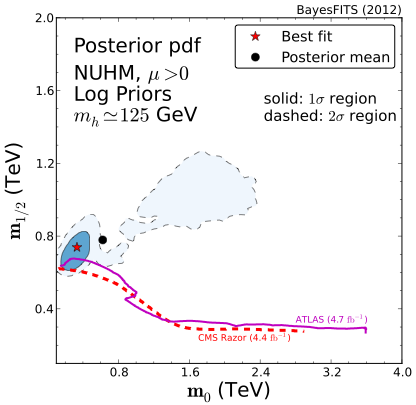 BayesFITS (2012)
Posterior pdf
NUHM, μ>0
Log Priors
m_h≃125 GeV
Best fit
Posterior mean
solid: 1σ region
dashed: 2σ region
ATLAS (4.7 fb⁻¹)
CMS Razor (4.4 fb⁻¹)
2.0
1.6
1.2
0.8
0.4
m₁/₂ (TeV)
0.8
1.6
2.4
3.2
4.0
m₀ (TeV)